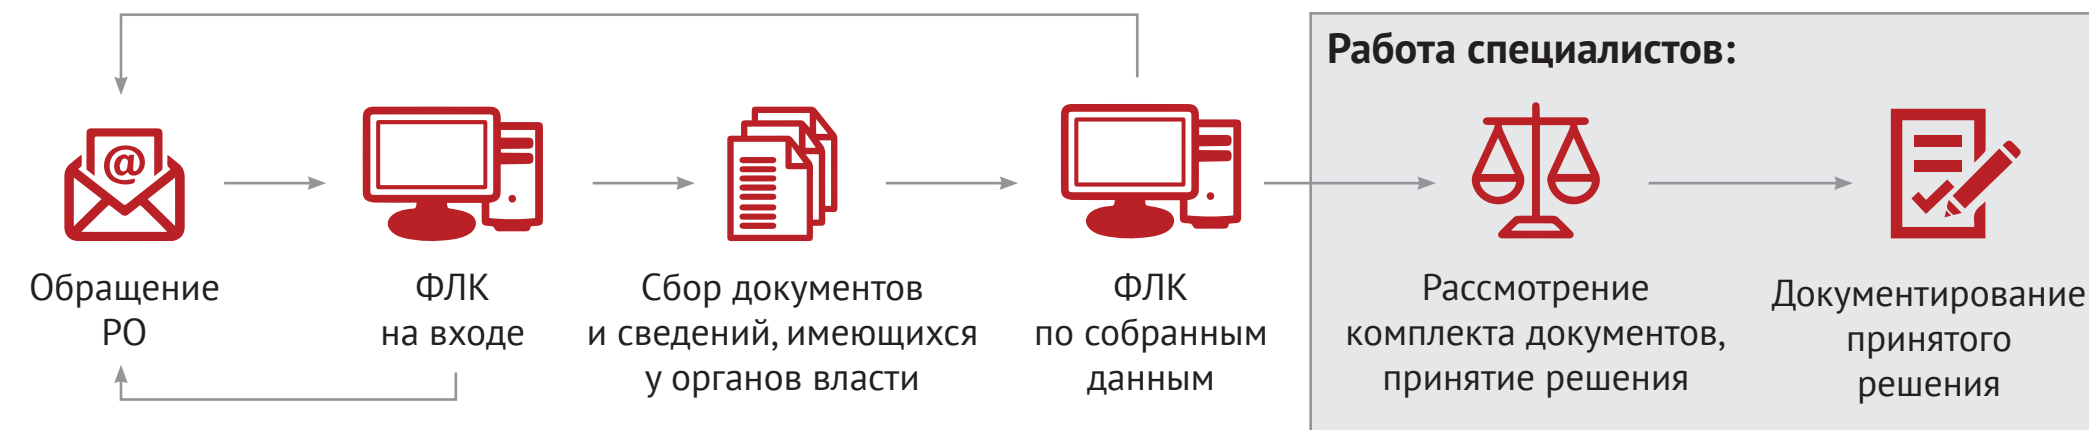 Работа специалистов:
@
Обращение
РО
ФЛК
на входе
Сбор документов
и сведений, имеющихся
у органов власти
ФЛК
по собранным
данным
Рассмотрение
комплекта документов,
принятие решения
Документирование
принятого
решения